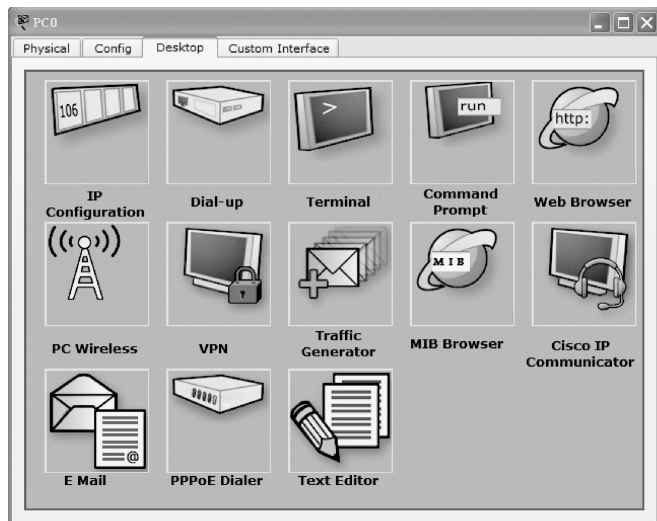 PC0
Physical Config Desktop Custom Interface
106
>
run
http:
IP
Configuration
Dial-up
Terminal
Command
Prompt
Web Browser
MIB
PC Wireless
VPN
Traffic
Generator
MIB Browser
Cisco IP
Communicator
@
E Mail
PPPoE Dialer
Text Editor